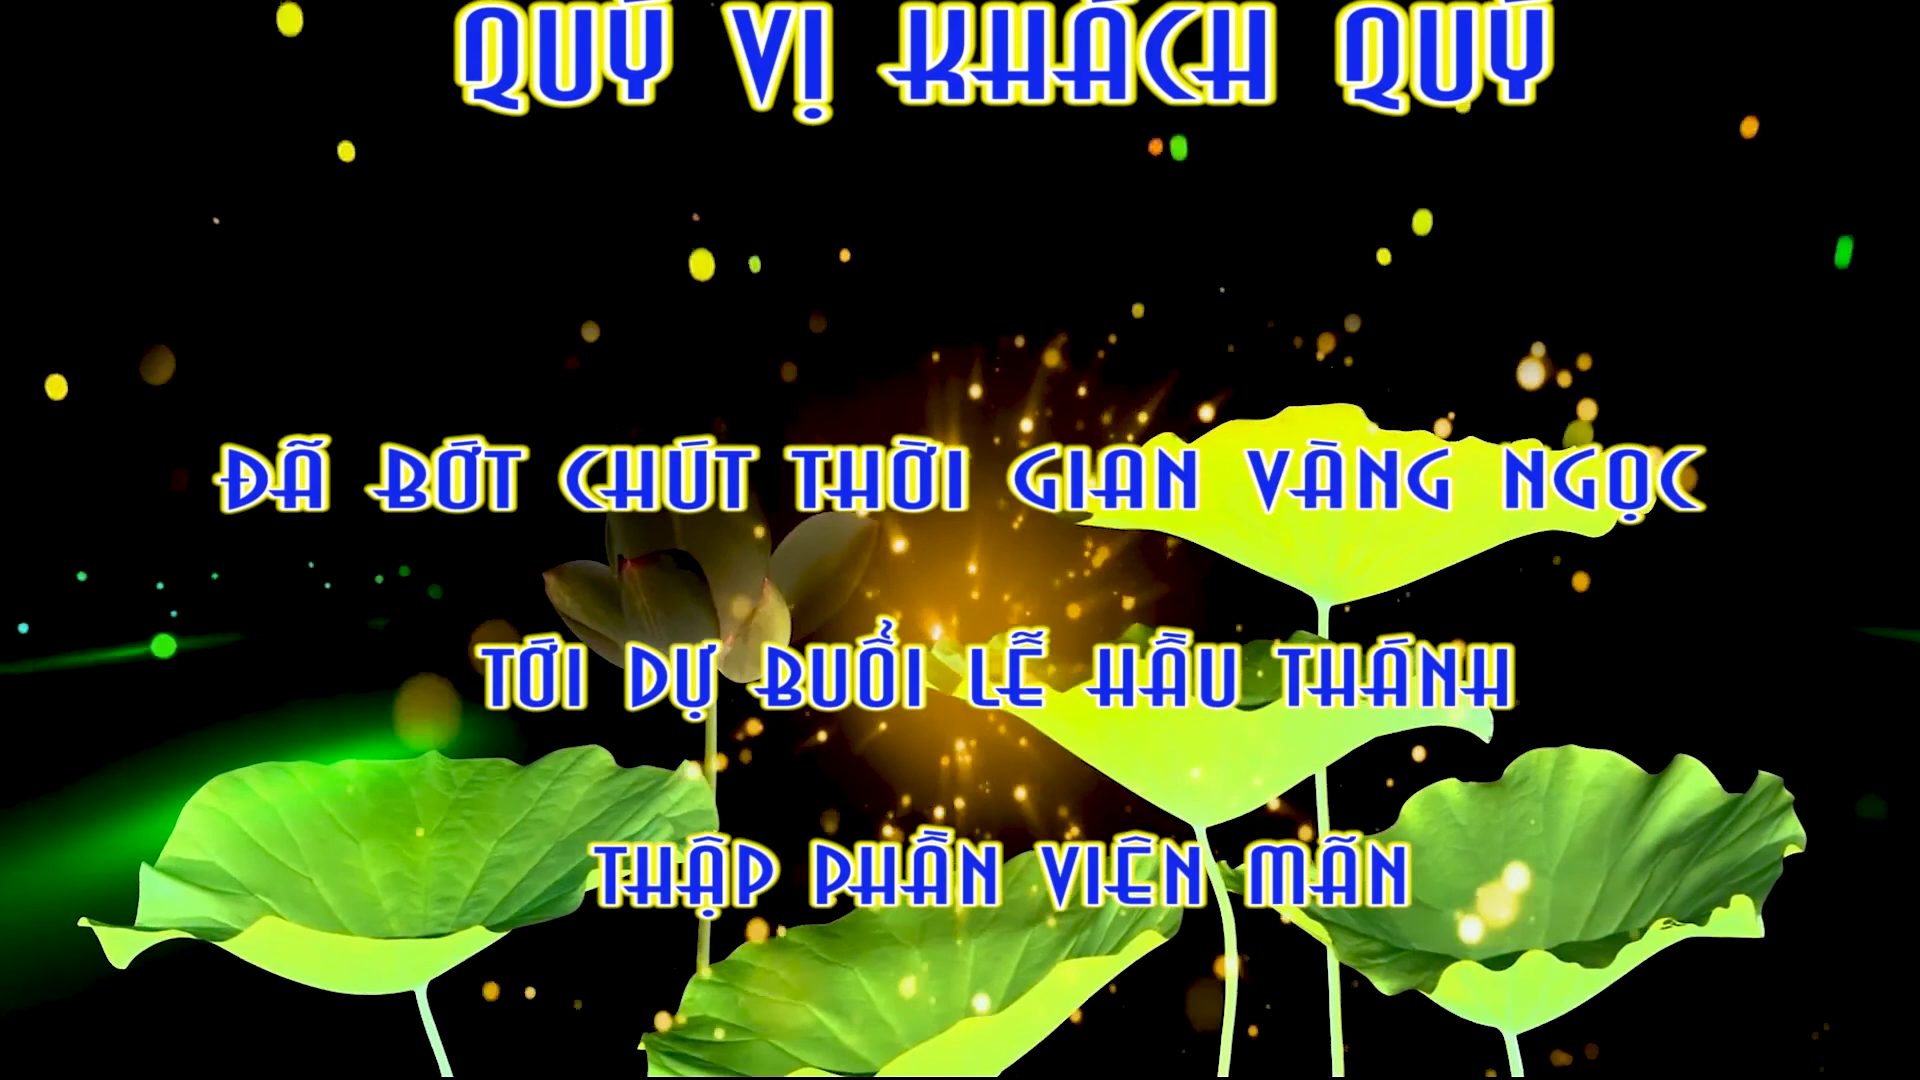 QUÝ VỊ KHÁCH QUÝ
ĐÃ BỚT CHÚT THỜI GIAN VÀNG NGỌC
TỚI DỰ BUỔI LỄ HẦU THÁNH
THẬP PHẦN VIÊN MÃN